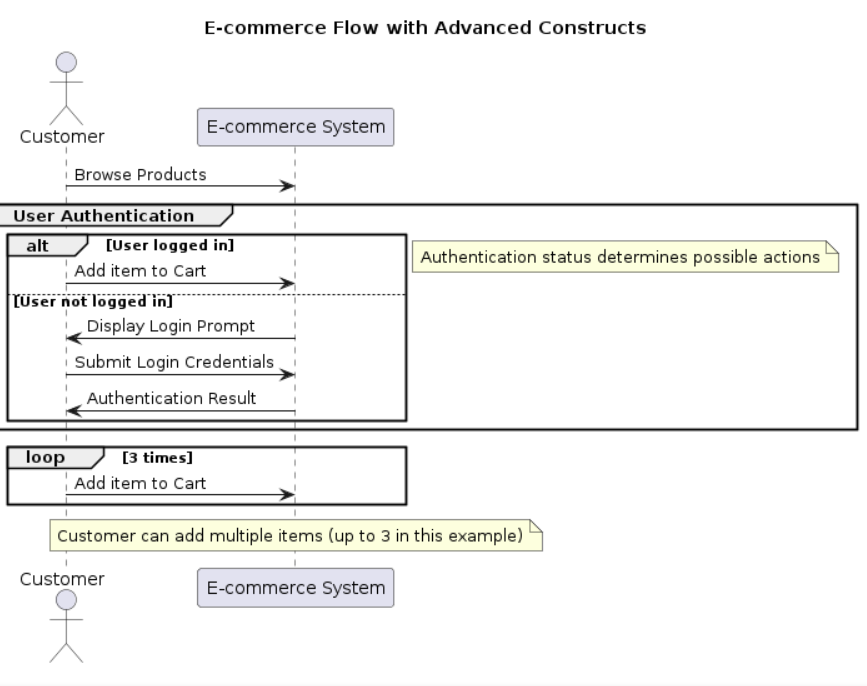 E-commerce Flow with Advanced Constructs
Customer
E-commerce System
Browse Products
User Authentication
alt [User logged in]
Authentication status determines possible actions
Add item to Cart
[User not logged in]
Display Login Prompt
Submit Login Credentials
Authentication Result
loop [3 times]
Add item to Cart
Customer can add multiple items (up to 3 in this example)
Customer
E-commerce System